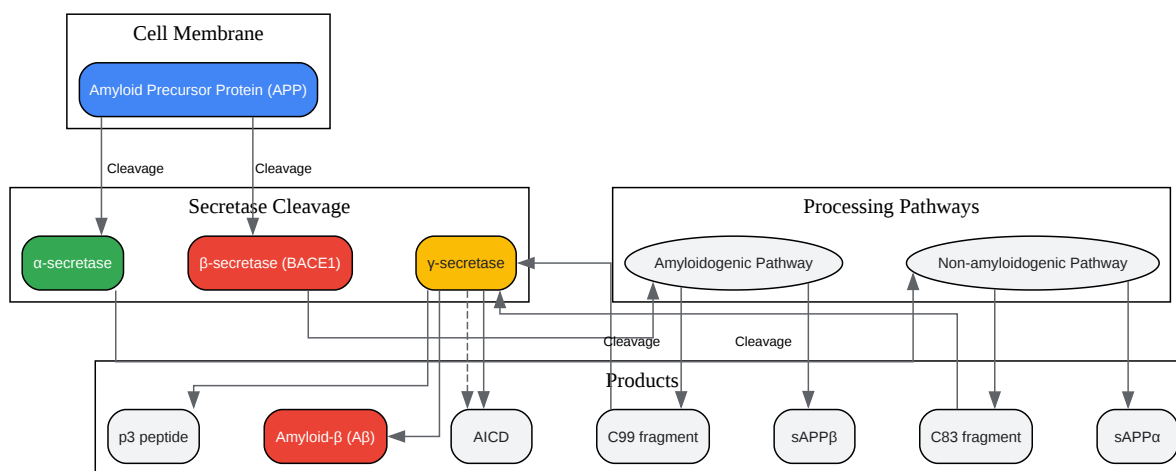 Cell Membrane
Amyloid Precursor Protein (APP)
Cleavage
Cleavage
Secretase Cleavage
Processing Pathways
α-secretase
β-secretase (BACE1)
γ-secretase
Amyloidogenic Pathway
Non-amyloidogenic Pathway
Cleavage
Cleavage
Products
p3 peptide
Amyloid-β (Aβ)
AICD
C99 fragment
sAPPβ
C83 fragment
sAPPα